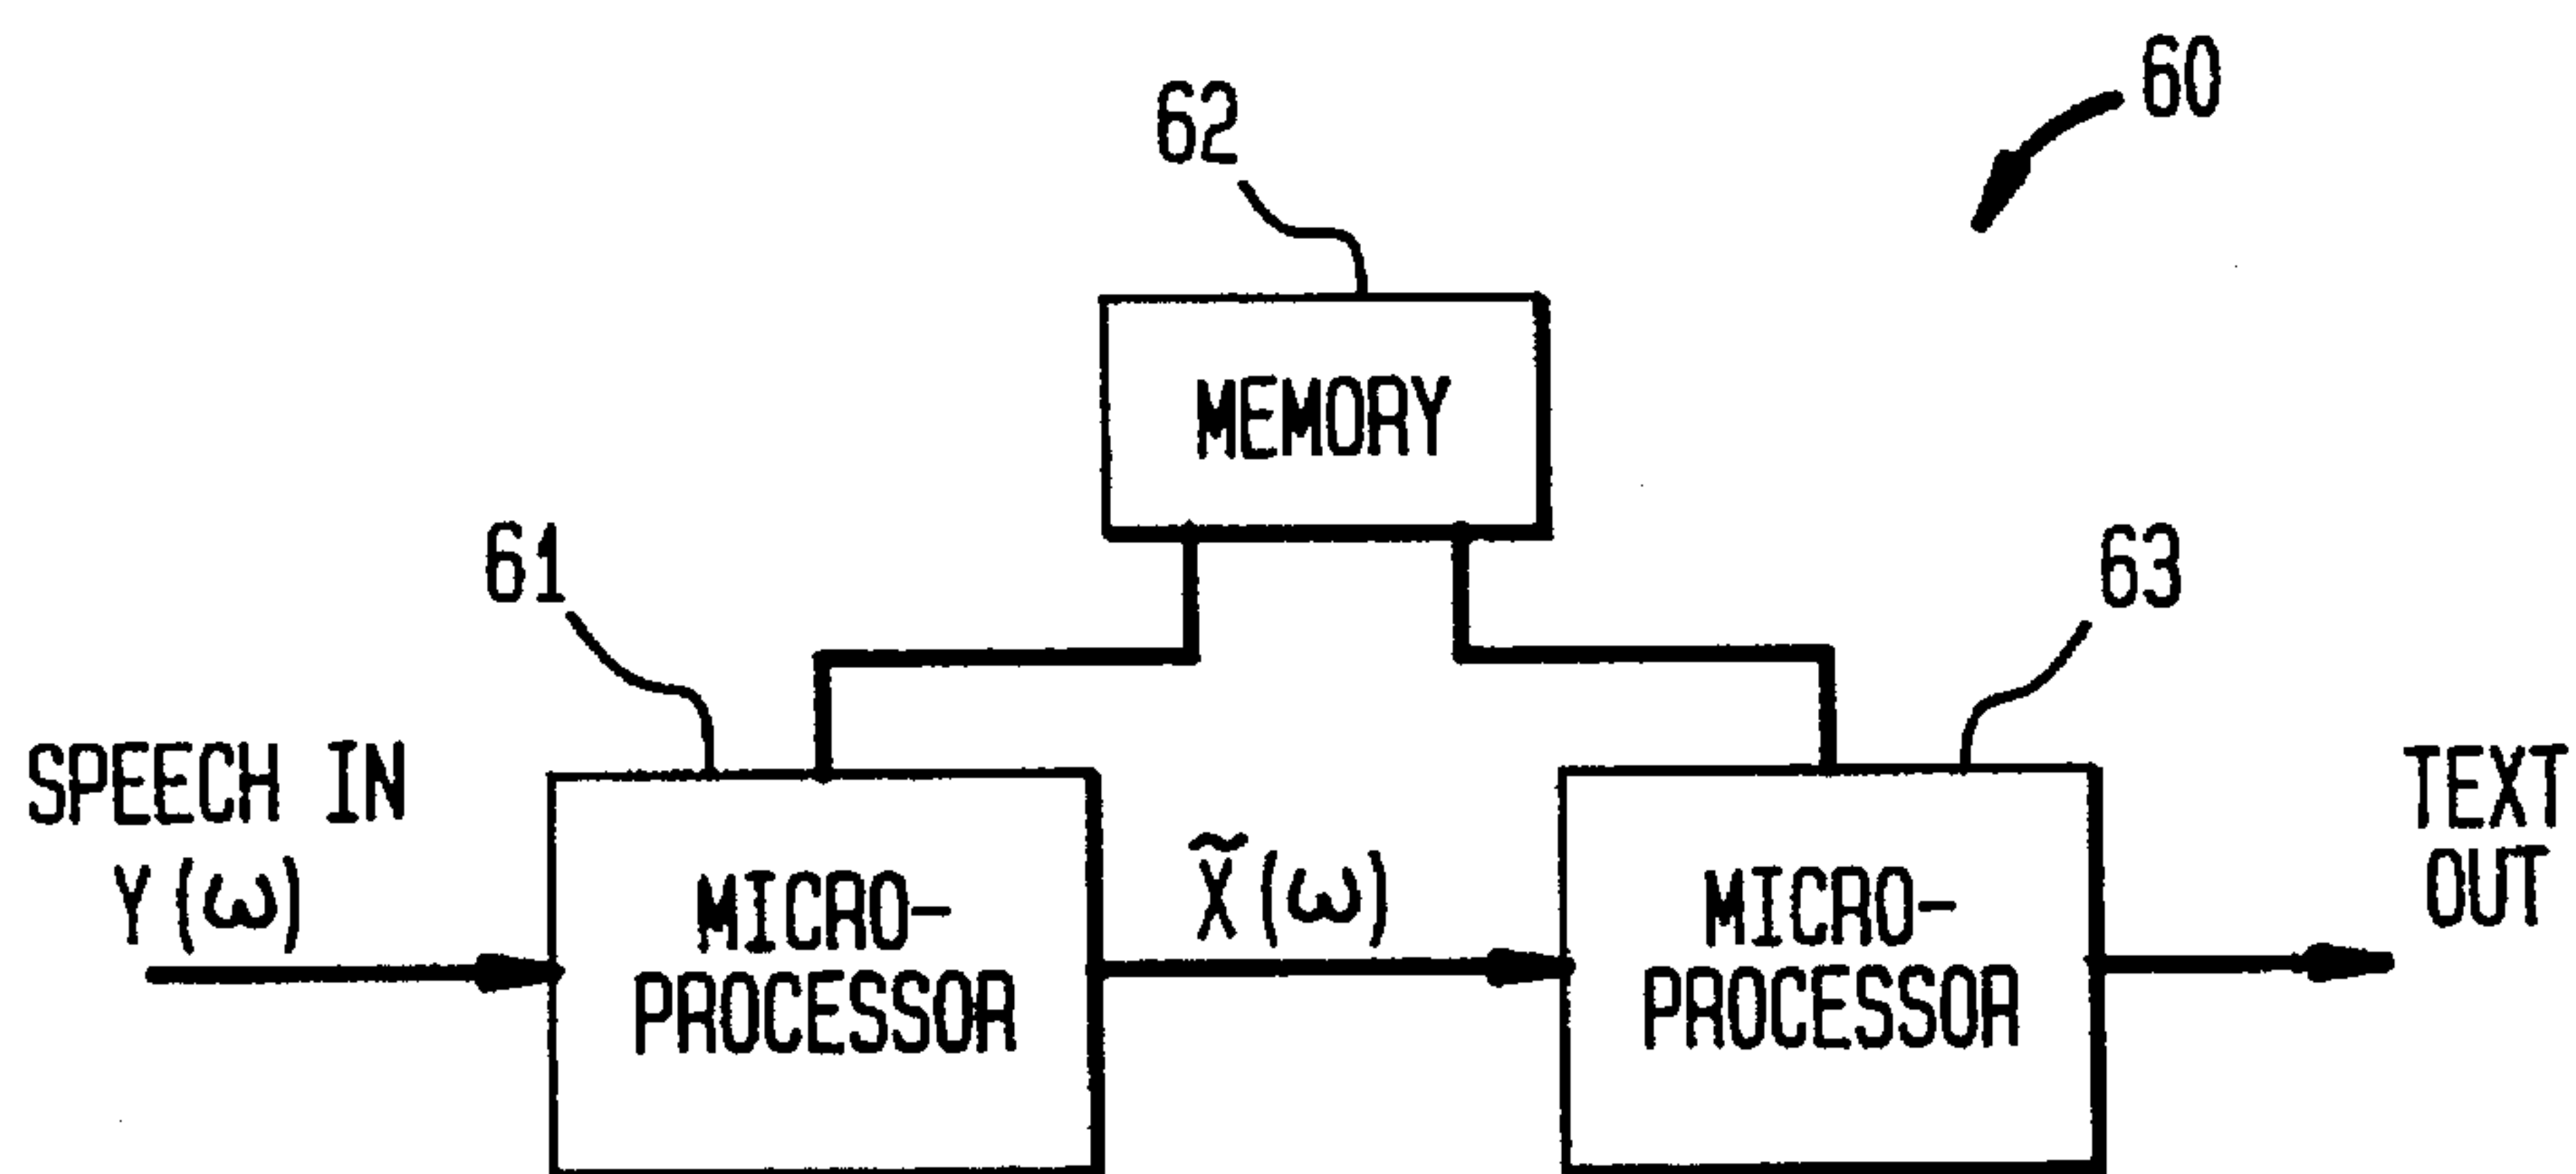 60
62
MEMORY
61
63
SPEECH IN
Y(ω)
MICRO-
PROCESSOR
X̃(ω)
MICRO-
PROCESSOR
TEXT
OUT